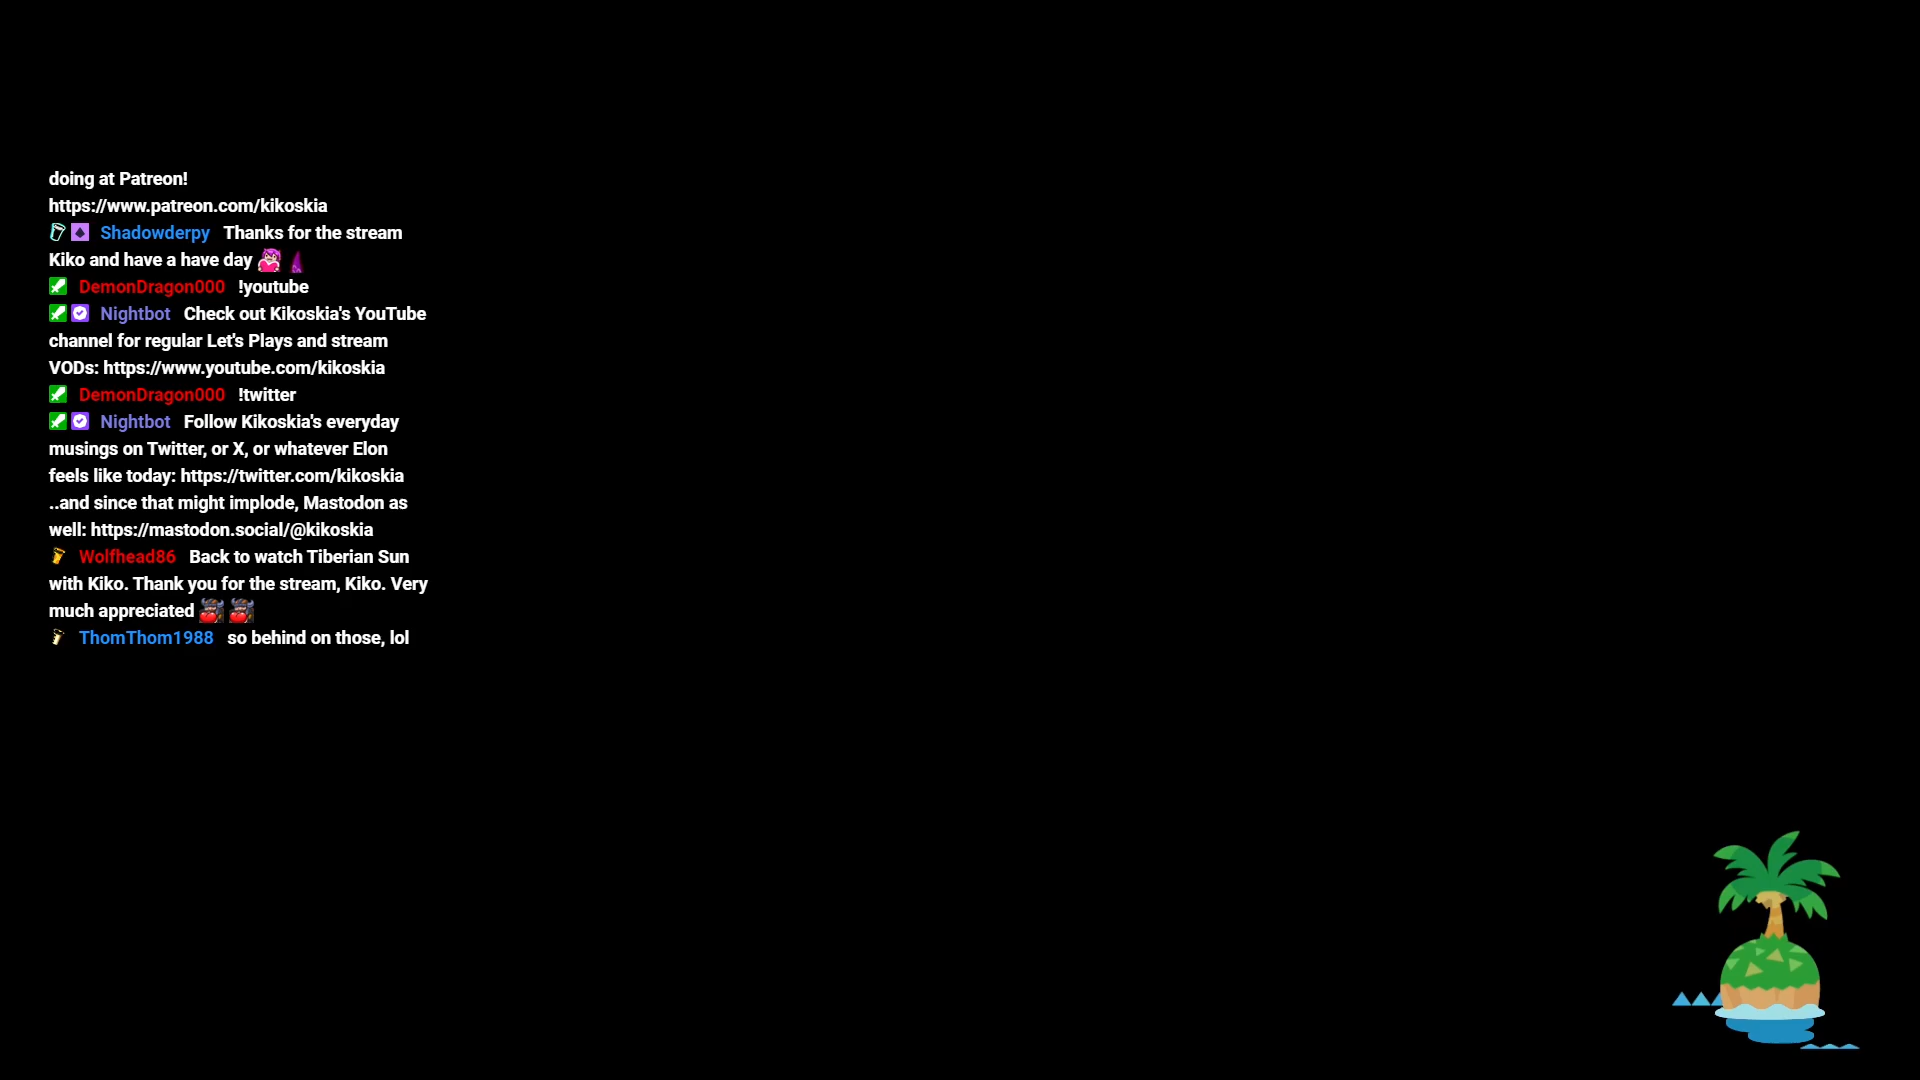 doing at Patreon!
https://www.patreon.com/kikoskia
Shadowderpy Thanks for the stream
Kiko and have a have day
DemonDragon000 !youtube
Nightbot Check out Kikoskia's YouTube
channel for regular Let's Plays and stream
VODs: https://www.youtube.com/kikoskia
DemonDragon000 !twitter
Nightbot Follow Kikoskia's everyday
musings on Twitter, or X, or whatever Elon
feels like today: https://twitter.com/kikoskia
..and since that might implode, Mastodon as
well: https://mastodon.social/@kikoskia
Wolfhead86 Back to watch Tiberian Sun
with Kiko. Thank you for the stream, Kiko. Very
much appreciated
ThomThom1988 so behind on those, lol